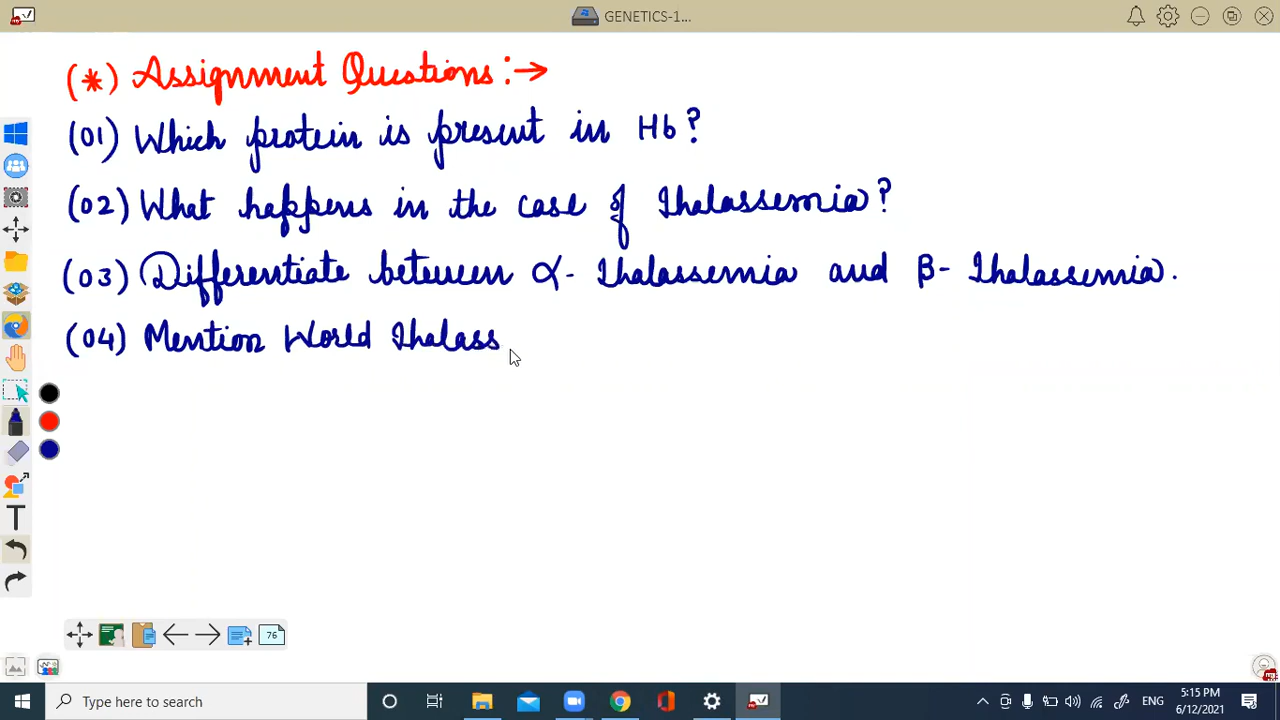 GENETICS-1...
(*) Assignment Questions:→
(01) Which protein is present in Hb?
(02) What happens in the case of Thalassemia?
(03) Differentiate between α- Thalassemia and β- Thalassemia.
(04) Mention World Thalass
T
76
Type here to search
ENG
5:15 PM
6/12/2021